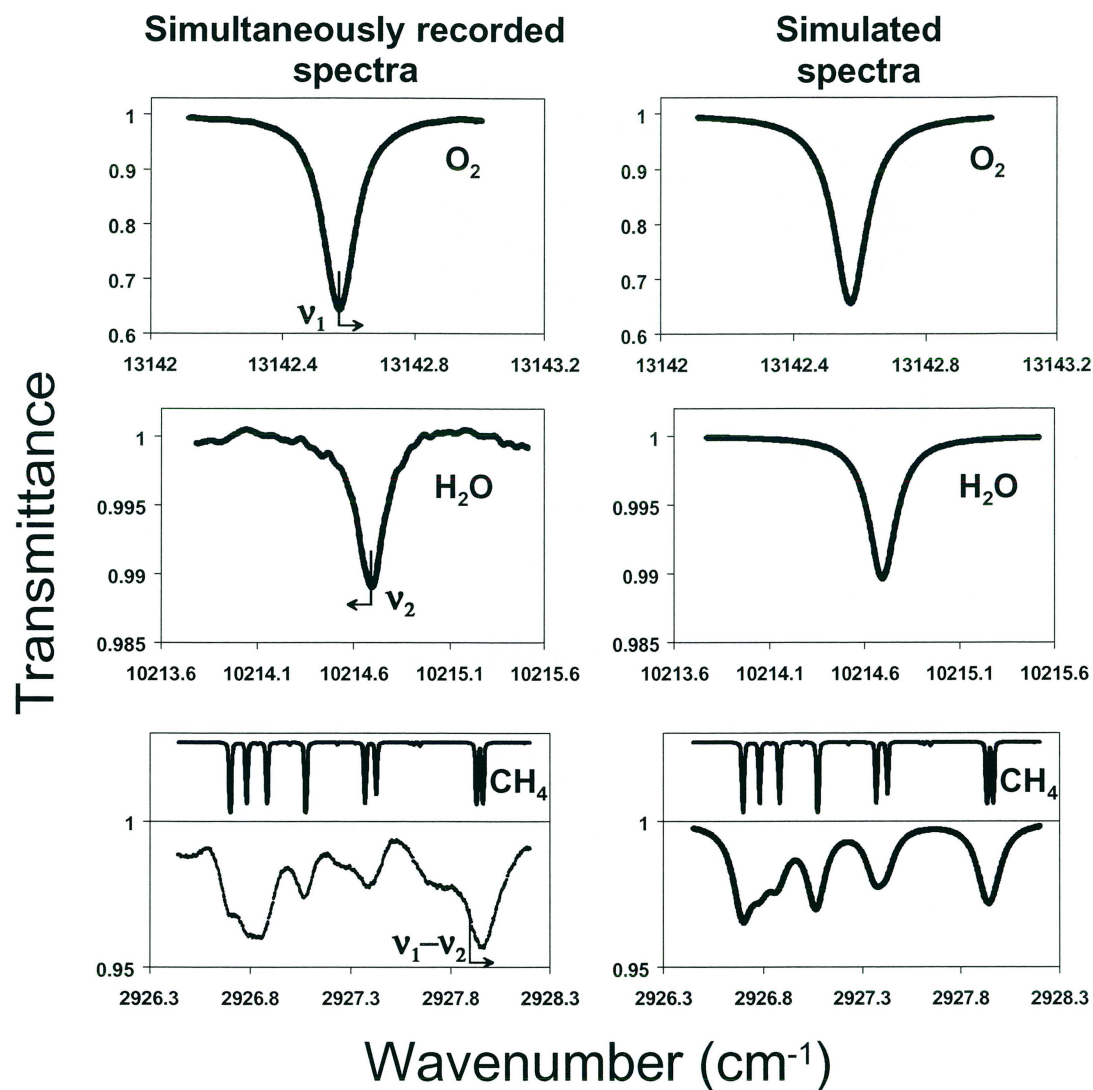 Simultaneously recorded
spectra
Simulated
spectra
Transmittance
1
0.9
0.8
0.7
0.6
O₂
ν₁
13142 13142.4 13142.8 13143.2
1
0.9
0.8
0.7
0.6
O₂
13142 13142.4 13142.8 13143.2
1
0.995
0.99
0.985
H₂O
ν₂
10213.6 10214.1 10214.6 10215.1 10215.6
1
0.995
0.99
0.985
H₂O
10213.6 10214.1 10214.6 10215.1 10215.6
CH₄
1
ν₁–ν₂
0.95
2926.3 2926.8 2927.3 2927.8 2928.3
CH₄
1
0.95
2926.3 2926.8 2927.3 2927.8 2928.3
Wavenumber (cm⁻¹)